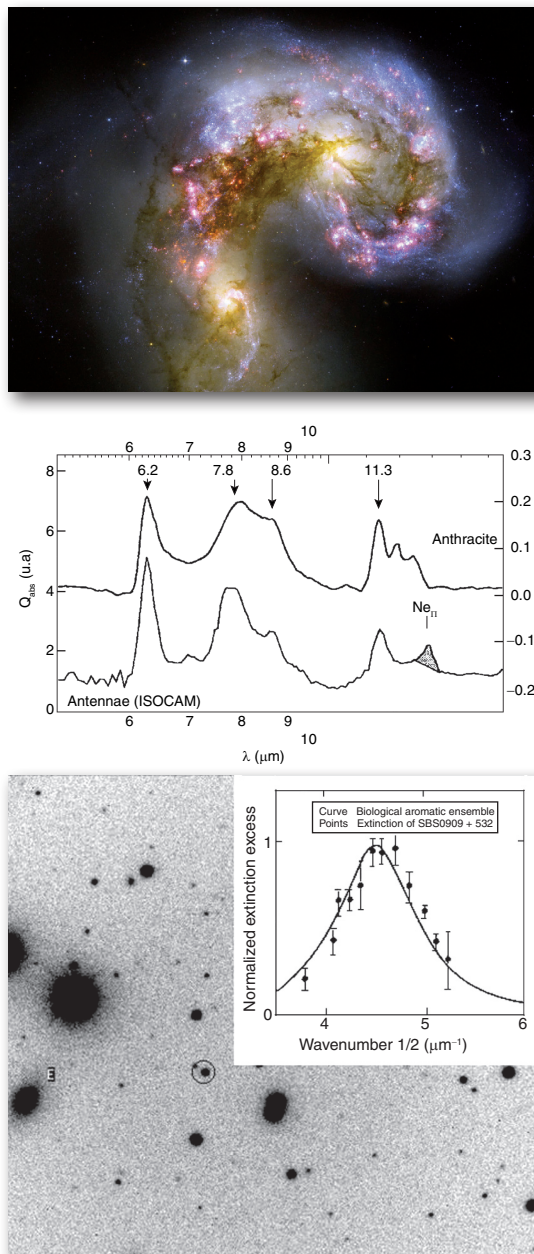 10
6 7 8 9
6.2 7.8 8.6 11.3
8
6
4
2
0
Q abs (u.a)
0.3
0.2
0.1
0.0
–0.1
–0.2
Anthracite
Ne II
Antennae (ISOCAM)
6 7 8 9
10
λ (μm)
Curve Biological aromatic ensemble
Points Extinction of SBS0909 + 532
Normalized extinction excess
1
0
4 5 6
Wavenumber 1/2 (μm⁻¹)
E